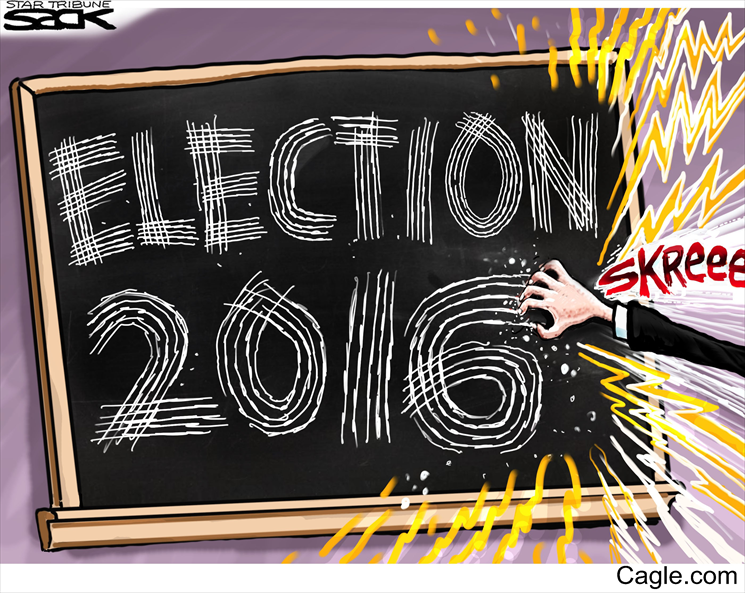 STAR TRIBUNE
SACK
ELECTION
2016
SKREEE
Cagle.com